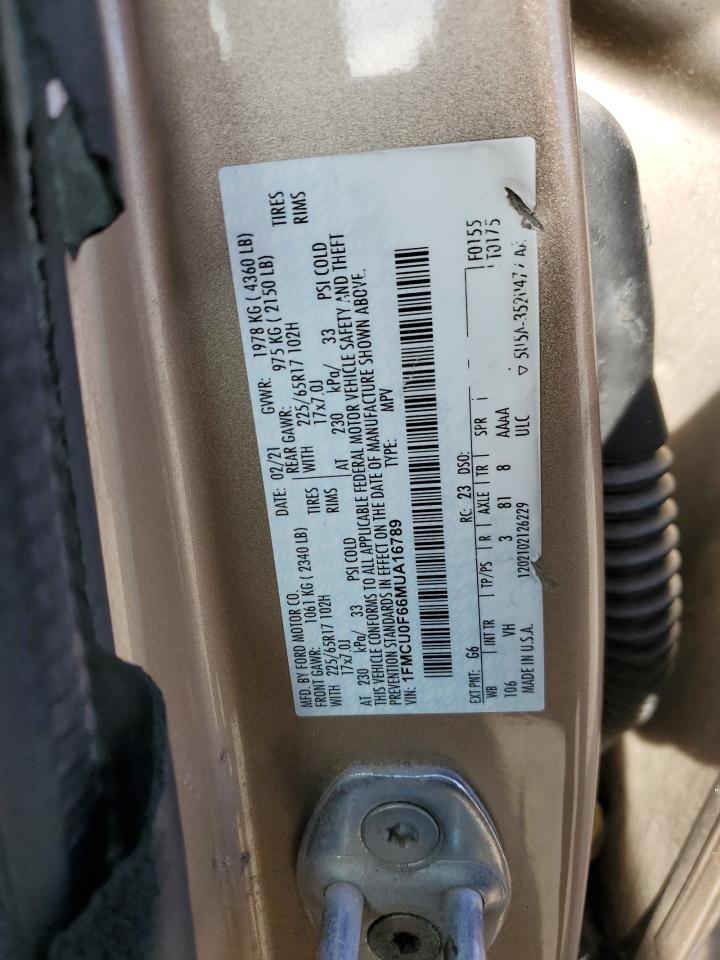 MFD. BY FORD MOTOR CO. DATE: 02/21 GVWR: 1978 KG ( 4360 LB)
FRONT GAWR: 1061 KG ( 2340 LB) REAR GAWR: 975 KG ( 2150 LB)
WITH 225/65R17 102H TIRES WITH 225/65R17 102H TIRES
17x7.0J RIMS 17x7.0J RIMS
AT 230 kPa/ 33 PSI COLD AT 230 kPa/ 33 PSI COLD
THIS VEHICLE CONFORMS TO ALL APPLICABLE FEDERAL MOTOR VEHICLE SAFETY AND THEFT
PREVENTION STANDARDS IN EFFECT ON THE DATE OF MANUFACTURE SHOWN ABOVE.
VIN: 1FMCU0F66MUA16789 TYPE: MPV
EXT PNT: G6 RC: 23 DSO: F0155
T0175
WB INT TR TP/PS R AXLE TR SPR
T06 VH 3 81 8 AAAA
MADE IN U.S.A. 1202102126229 ULC